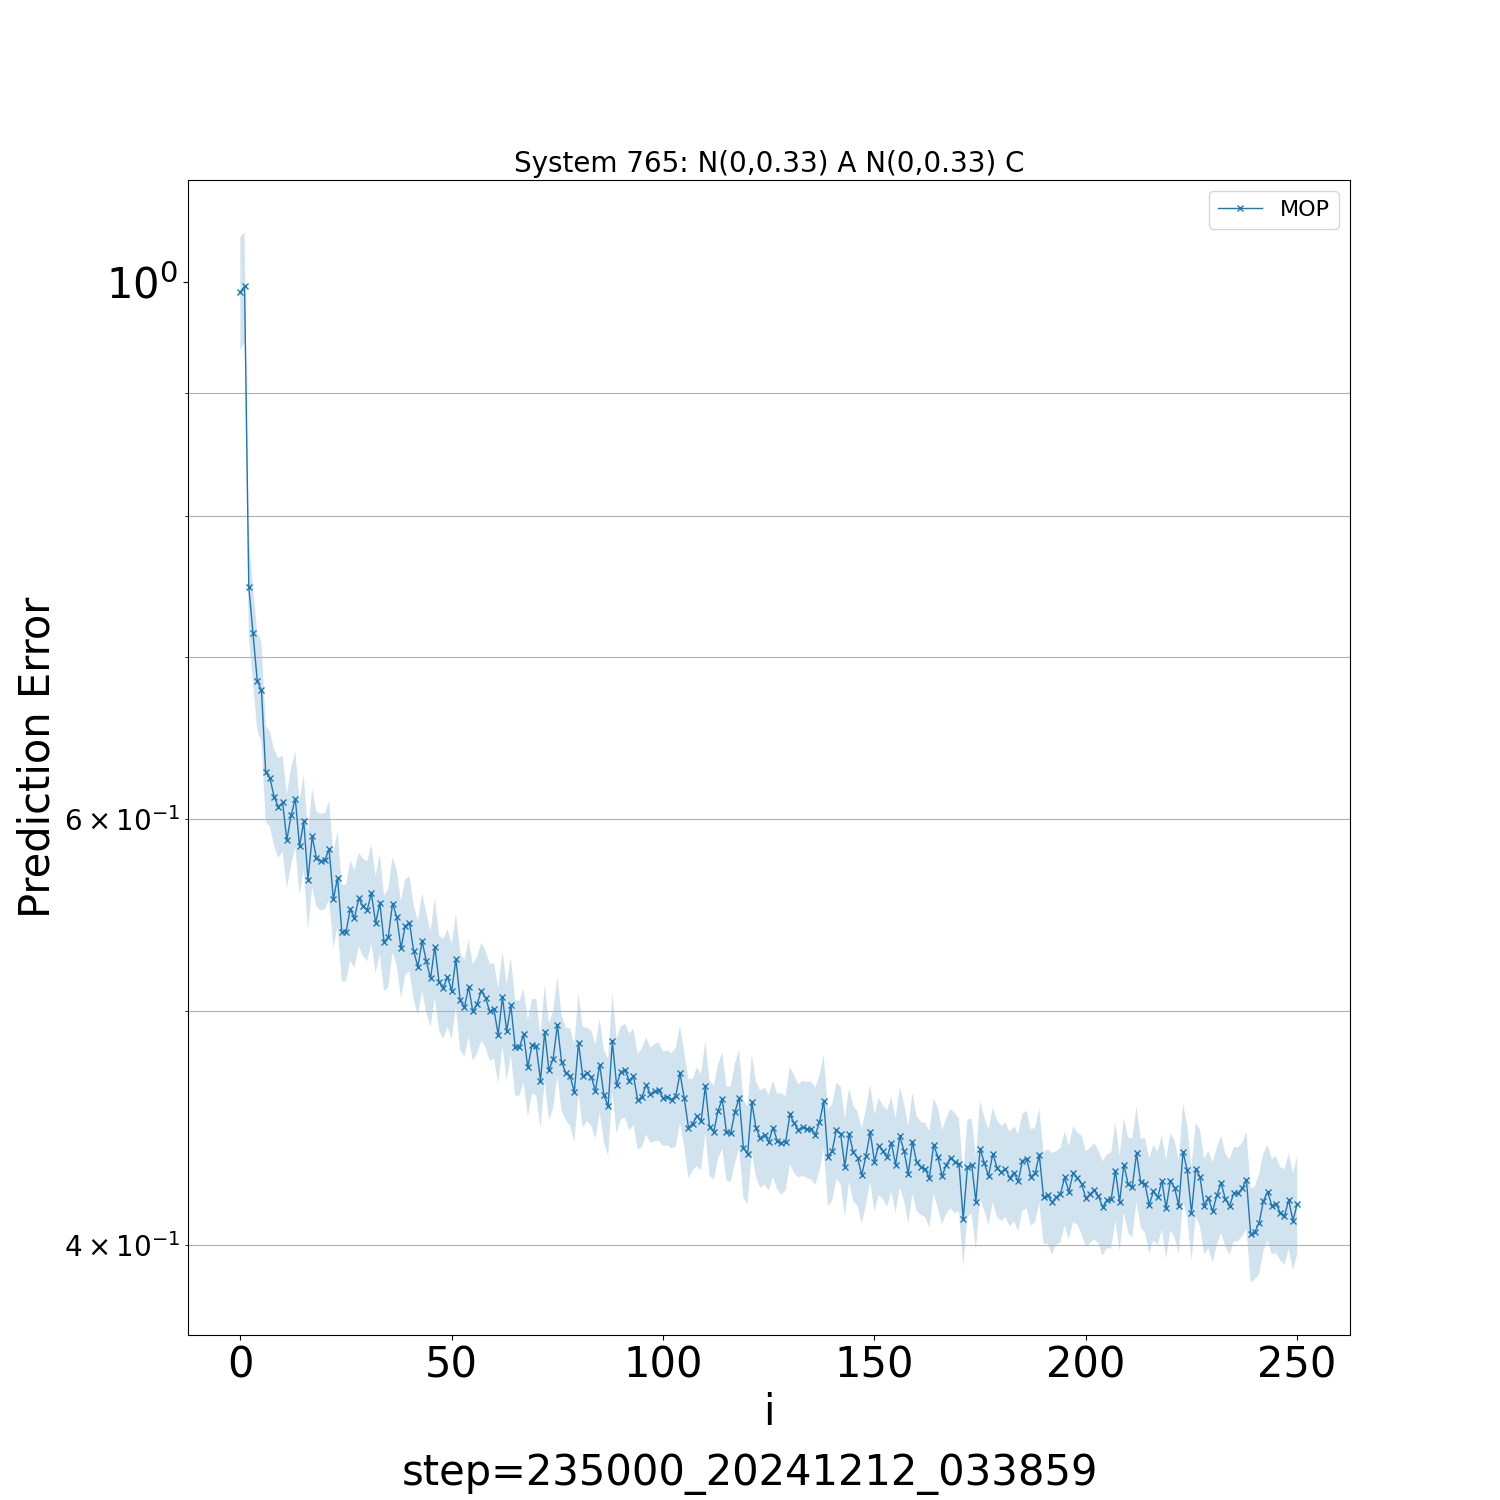 System 765: N(0,0.33) A N(0,0.33) C
MOP
10⁰
6 × 10⁻¹
4 × 10⁻¹
Prediction Error
0 50 100 150 200 250
i
step=235000_20241212_033859